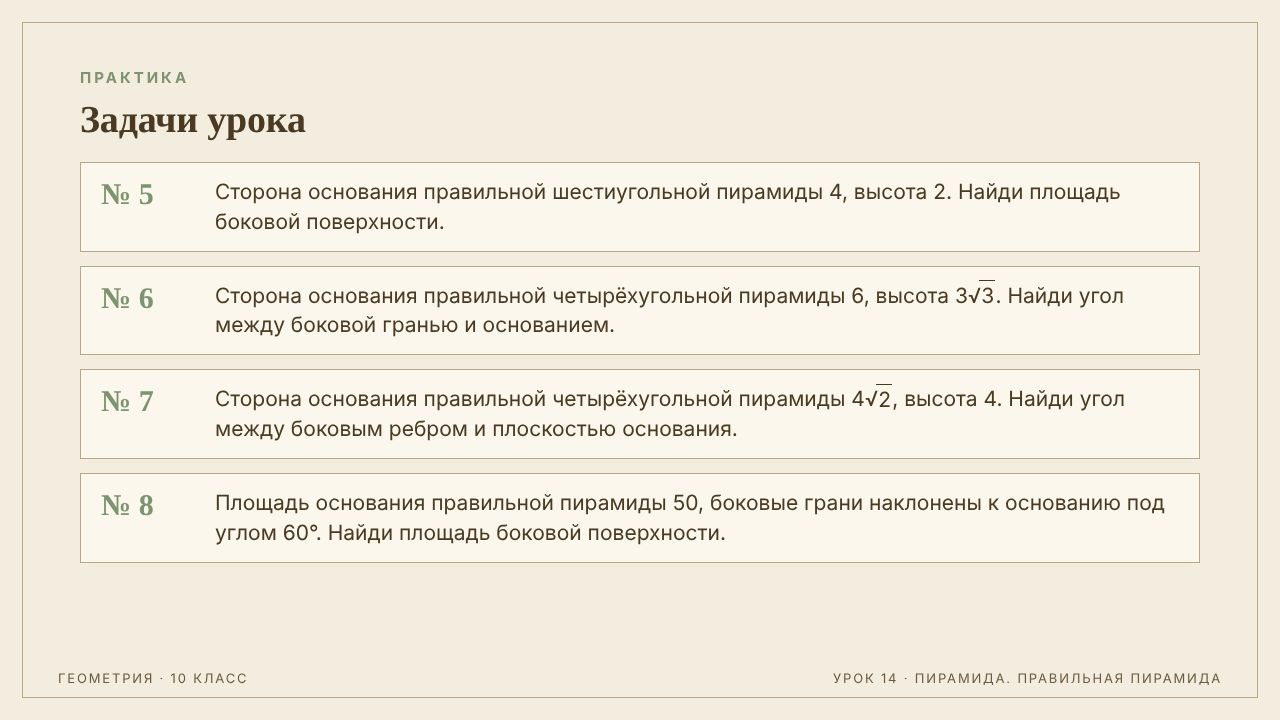 ПРАКТИКА
Задачи урока
№ 5
Сторона основания правильной шестиугольной пирамиды 4, высота 2. Найди площадь
боковой поверхности.
№ 6
Сторона основания правильной четырёхугольной пирамиды 6, высота 3√3. Найди угол
между боковой гранью и основанием.
№ 7
Сторона основания правильной четырёхугольной пирамиды 4√2, высота 4. Найди угол
между боковым ребром и плоскостью основания.
№ 8
Площадь основания правильной пирамиды 50, боковые грани наклонены к основанию под
углом 60°. Найди площадь боковой поверхности.
ГЕОМЕТРИЯ · 10 КЛАСС
УРОК 14 · ПИРАМИДА. ПРАВИЛЬНАЯ ПИРАМИДА